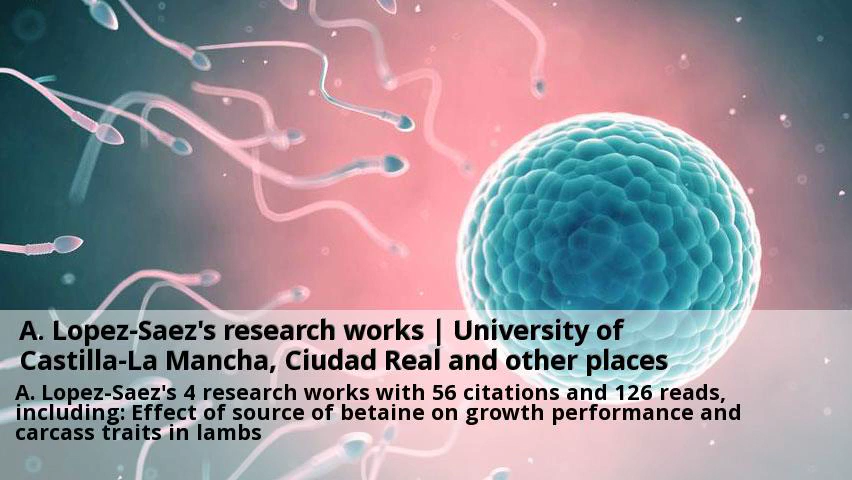 A. Lopez-Saez's research works | University of
Castilla-La Mancha, Ciudad Real and other places
A. Lopez-Saez's 4 research works with 56 citations and 126 reads,
including: Effect of source of betaine on growth performance and
carcass traits in lambs